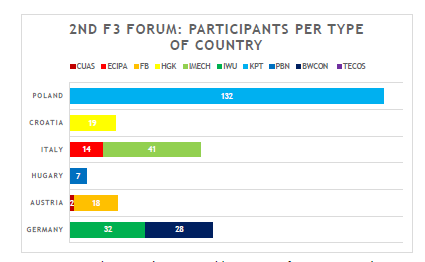 2ND F3 FORUM: PARTICIPANTS PER TYPE
OF COUNTRY
CUAS ECIPA FB HGK IMECH IWU KPT PBN BWCON TECOS
POLAND 132
CROATIA
ITALY 14 41
HUGARY 7
AUSTRIA 2 18
GERMANY 32 28